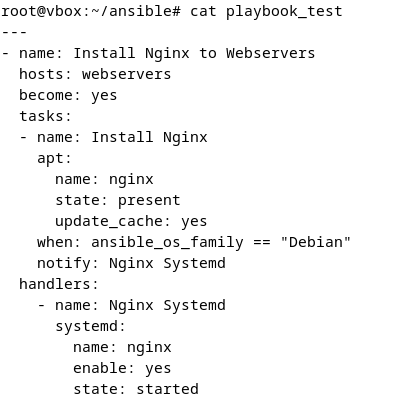 root@vbox:~/ansible# cat playbook_test
---
- name: Install Nginx to Webservers
  hosts: webservers
  become: yes
  tasks:
  - name: Install Nginx
    apt:
      name: nginx
      state: present
      update_cache: yes
    when: ansible_os_family == "Debian"
    notify: Nginx Systemd
  handlers:
    - name: Nginx Systemd
      systemd:
        name: nginx
        enable: yes
        state: started